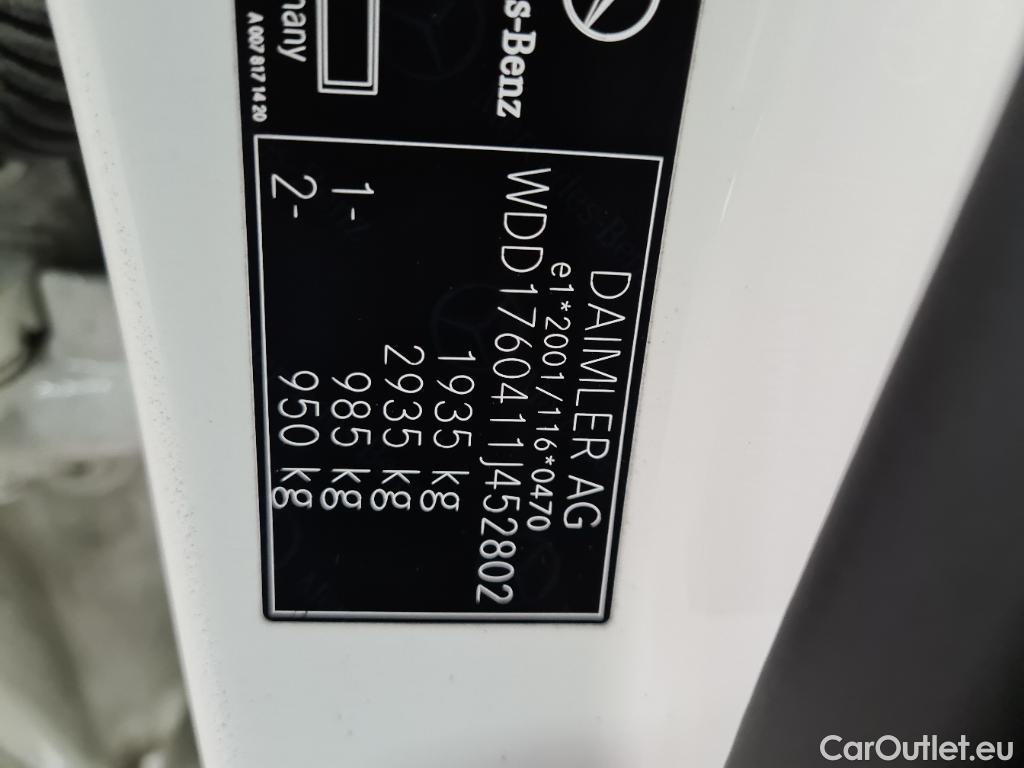 s-Benz
many
A 007 817 14 20
DAIMLER AG
e1*2001/116*0470
WDD1760411J452802
1935 kg
2935 kg
1- 985 kg
2- 950 kg
CarOutlet.eu